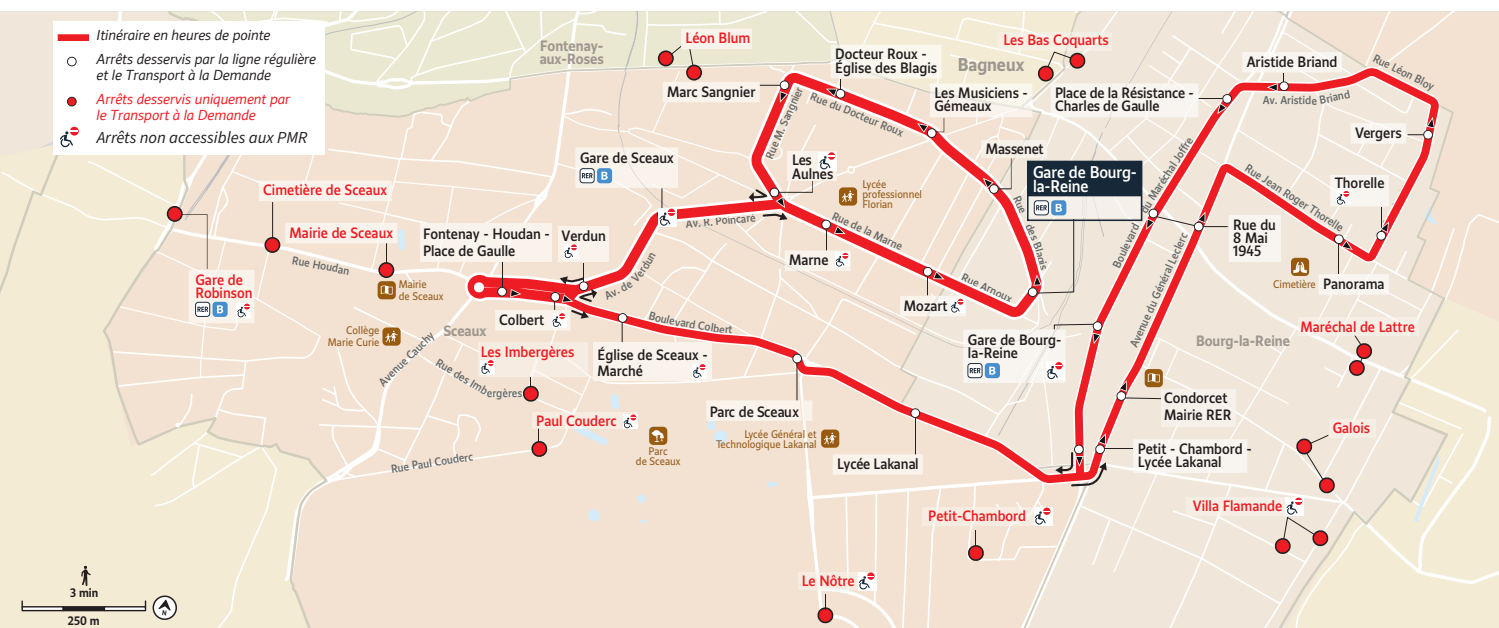 Itinéraire en heures de pointe
Arrêts desservis par la ligne régulière
et le Transport à la Demande
Arrêts desservis uniquement par
le Transport à la Demande
Arrêts non accessibles aux PMR
Fontenay-
aux-Roses
Léon Blum
Docteur Roux -
Église des Blagis
Les Bas Coquarts
Bagneux
Aristide Briand
Rue Léon Bloy
Marc Sangnier
Rue du Docteur Roux
Les Musiciens -
Gémeaux
Place de la Résistance -
Charles de Gaulle
Av. Aristide Briand
Vergers
Rue M. Sangnier
Massenet
Gare de Sceaux
RER B
Les
Aulnes
Lycée
professionnel
Florian
Gare de Bourg-
la-Reine
RER B
Boulevard du Maréchal Joffre
Rue Jean Roger Thorelle
Thorelle
Cimetière de Sceaux
Mairie de Sceaux
Rue Houdan
Fontenay - Houdan -
Place de Gaulle
Verdun
Av. R. Poincaré
Rue de la Marne
Marne
Rue des Blagis
Rue du
8 Mai
1945
Gare de
Robinson
RER B
Mairie
de Sceaux
Av. de Verdun
Mozart
Rue Arnoux
Avenue du Général Leclerc
Cimetière
Panorama
Colbert
Boulevard Colbert
Collège
Marie Curie
Sceaux
Avenue Cauchy
Les Imbergères
Rue des Imbergères
Église de Sceaux -
Marché
Gare de Bourg-
la-Reine
RER B
Bourg-la-Reine
Maréchal de Lattre
Condorcet
Mairie RER
Parc de Sceaux
Paul Couderc
Lycée Général et
Technologique Lakanal
Parc
de Sceaux
Rue Paul Couderc
Lycée Lakanal
Petit - Chambord -
Lycée Lakanal
Galois
Petit-Chambord
Villa Flamande
Le Nôtre
3 min
250 m
N